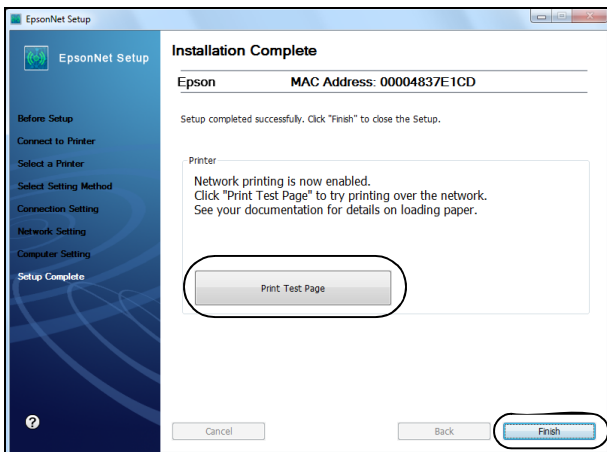 EpsonNet Setup
EpsonNet Setup
Before Setup
Connect to Printer
Select a Printer
Select Setting Method
Connection Setting
Network Setting
Computer Setting
Setup Complete
?
Installation Complete
Epson MAC Address: 00004837E1CD
Setup completed successfully. Click "Finish" to close the Setup.
Printer
Network printing is now enabled.
Click "Print Test Page" to try printing over the network.
See your documentation for details on loading paper.
Print Test Page
Cancel Back Finish